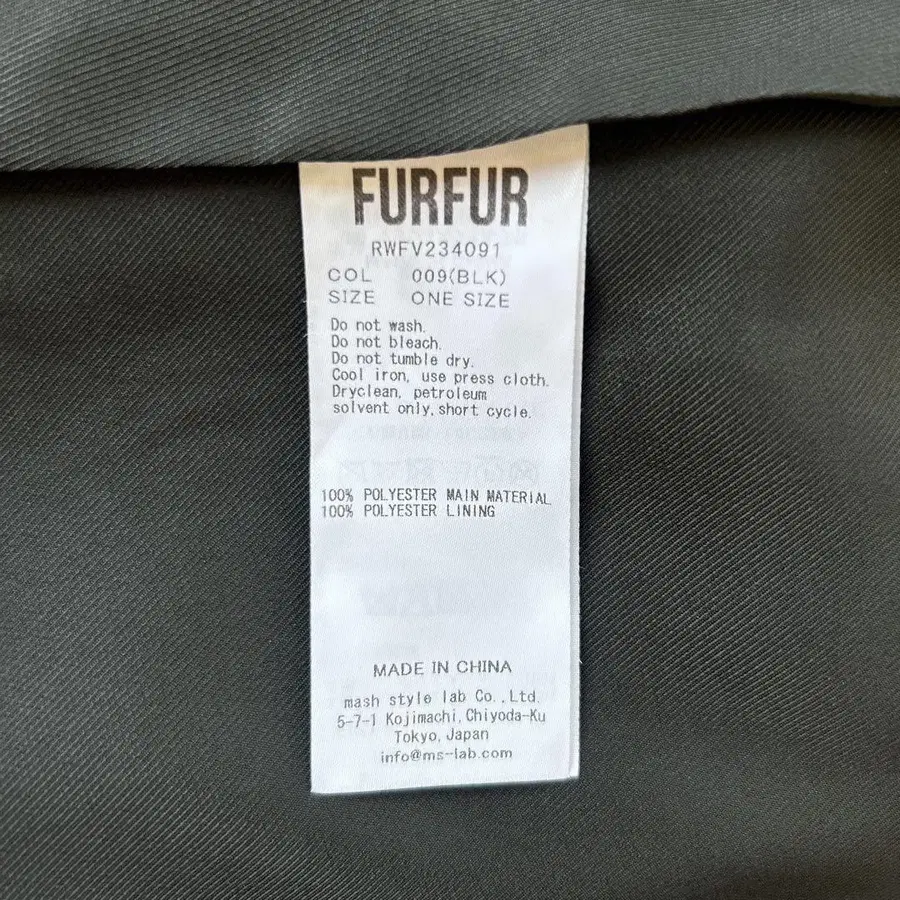 FURFUR
RWFV234091
COL 009(BLK)
SIZE ONE SIZE
Do not wash.
Do not bleach.
Do not tumble dry.
Cool iron, use press cloth.
Dryclean, petroleum
solvent only, short cycle.
100% POLYESTER MAIN MATERIAL
100% POLYESTER LINING
MADE IN CHINA
mash style lab Co.,Ltd.
5-7-1 Kojimachi,Chiyoda-Ku
Tokyo,Japan
info@ms-lab.com